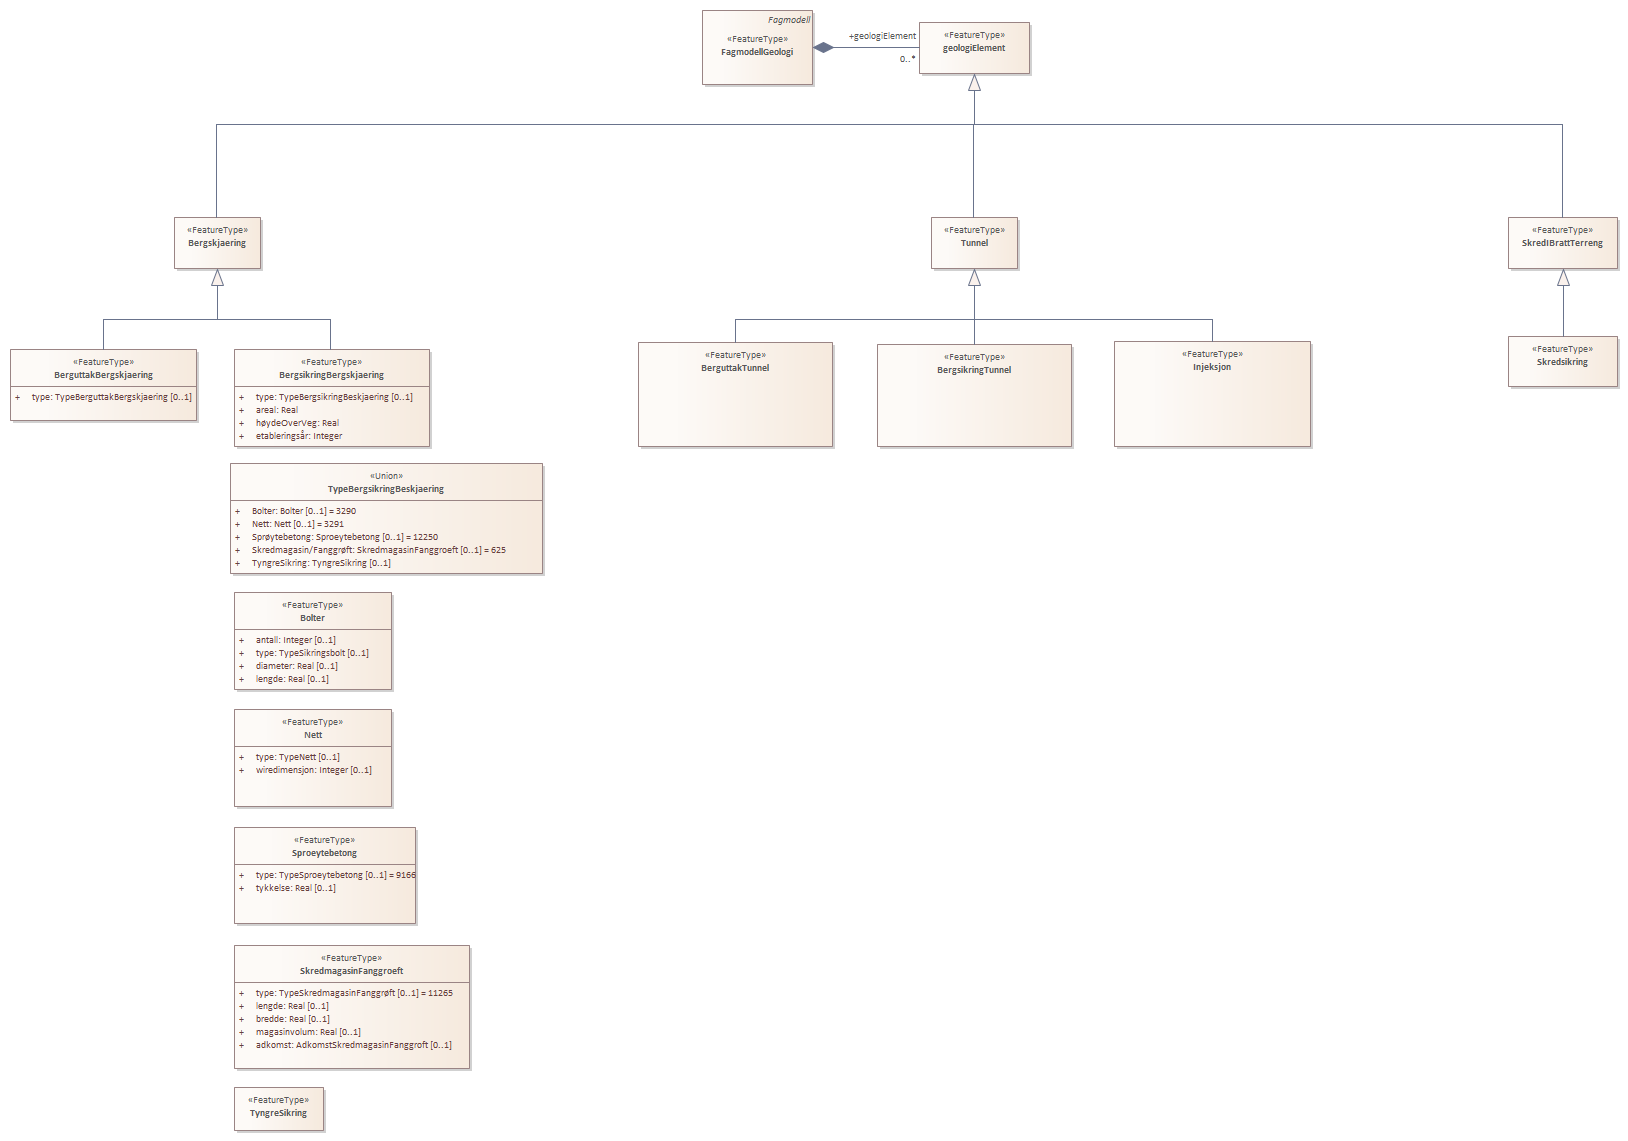 Fagmodell
«FeatureType»
FagmodellGeologi
+geologiElement
0..*
«FeatureType»
geologiElement
«FeatureType»
Bergskjaering
«FeatureType»
Tunnel
«FeatureType»
SkredIBrattTerreng
«FeatureType»
BerguttakBergskjaering
+ type: TypeBerguttakBergskjaering [0..1]
«FeatureType»
BergsikringBergskjaering
+ type: TypeBergsikringBeskjaering [0..1]
+ areal: Real
+ høydeOverVeg: Real
+ etableringsår: Integer
«FeatureType»
BerguttakTunnel
«FeatureType»
BergsikringTunnel
«FeatureType»
Injeksjon
«FeatureType»
Skredsikring
«Union»
TypeBergsikringBeskjaering
+ Bolter: Bolter [0..1] = 3290
+ Nett: Nett [0..1] = 3291
+ Sprøytebetong: Sproeytebetong [0..1] = 12250
+ Skredmagasin/Fanggrøft: SkredmagasinFanggroeft [0..1] = 625
+ TyngreSikring: TyngreSikring [0..1]
«FeatureType»
Bolter
+ antall: Integer [0..1]
+ type: TypeSikringsbolt [0..1]
+ diameter: Real [0..1]
+ lengde: Real [0..1]
«FeatureType»
Nett
+ type: TypeNett [0..1]
+ wiredimensjon: Integer [0..1]
«FeatureType»
Sproeytebetong
+ type: TypeSproeytebetong [0..1] = 9166
+ tykkelse: Real [0..1]
«FeatureType»
SkredmagasinFanggroeft
+ type: TypeSkredmagasinFanggrøft [0..1] = 11265
+ lengde: Real [0..1]
+ bredde: Real [0..1]
+ magasinvolum: Real [0..1]
+ adkomst: AdkomstSkredmagasinFanggroft [0..1]
«FeatureType»
TyngreSikring